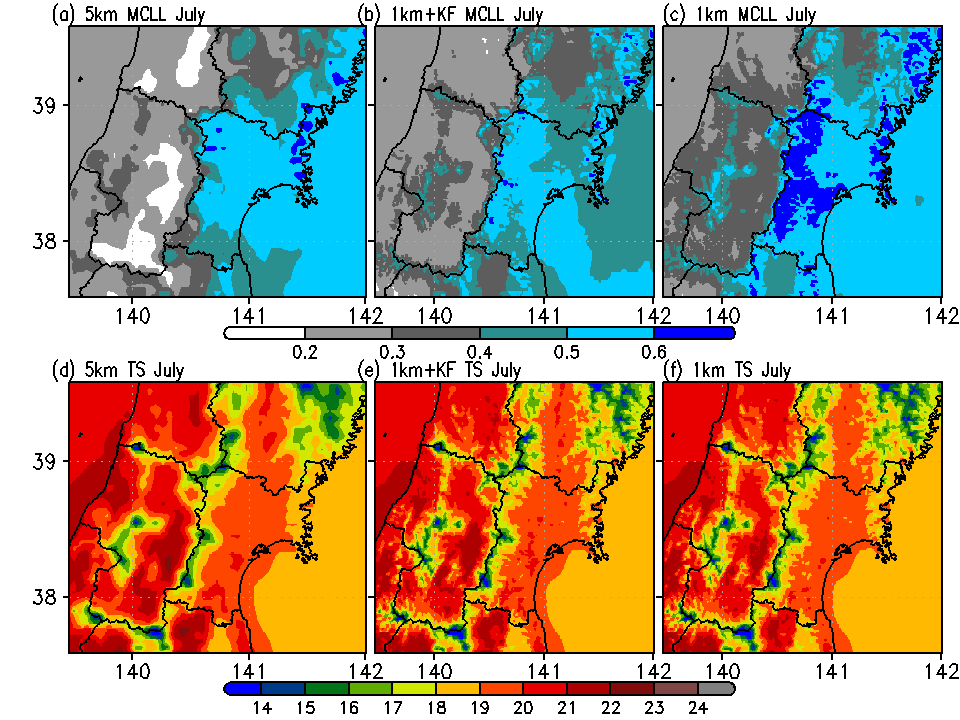 (a) 5km MCLL July (b) 1km+KF MCLL July (c) 1km MCLL July
39
38
140 141 142 140 141 142 140 141 142
0.2 0.3 0.4 0.5 0.6
(d) 5km TS July (e) 1km+KF TS July (f) 1km TS July
39
38
140 141 142 140 141 142 140 141 142
14 15 16 17 18 19 20 21 22 23 24